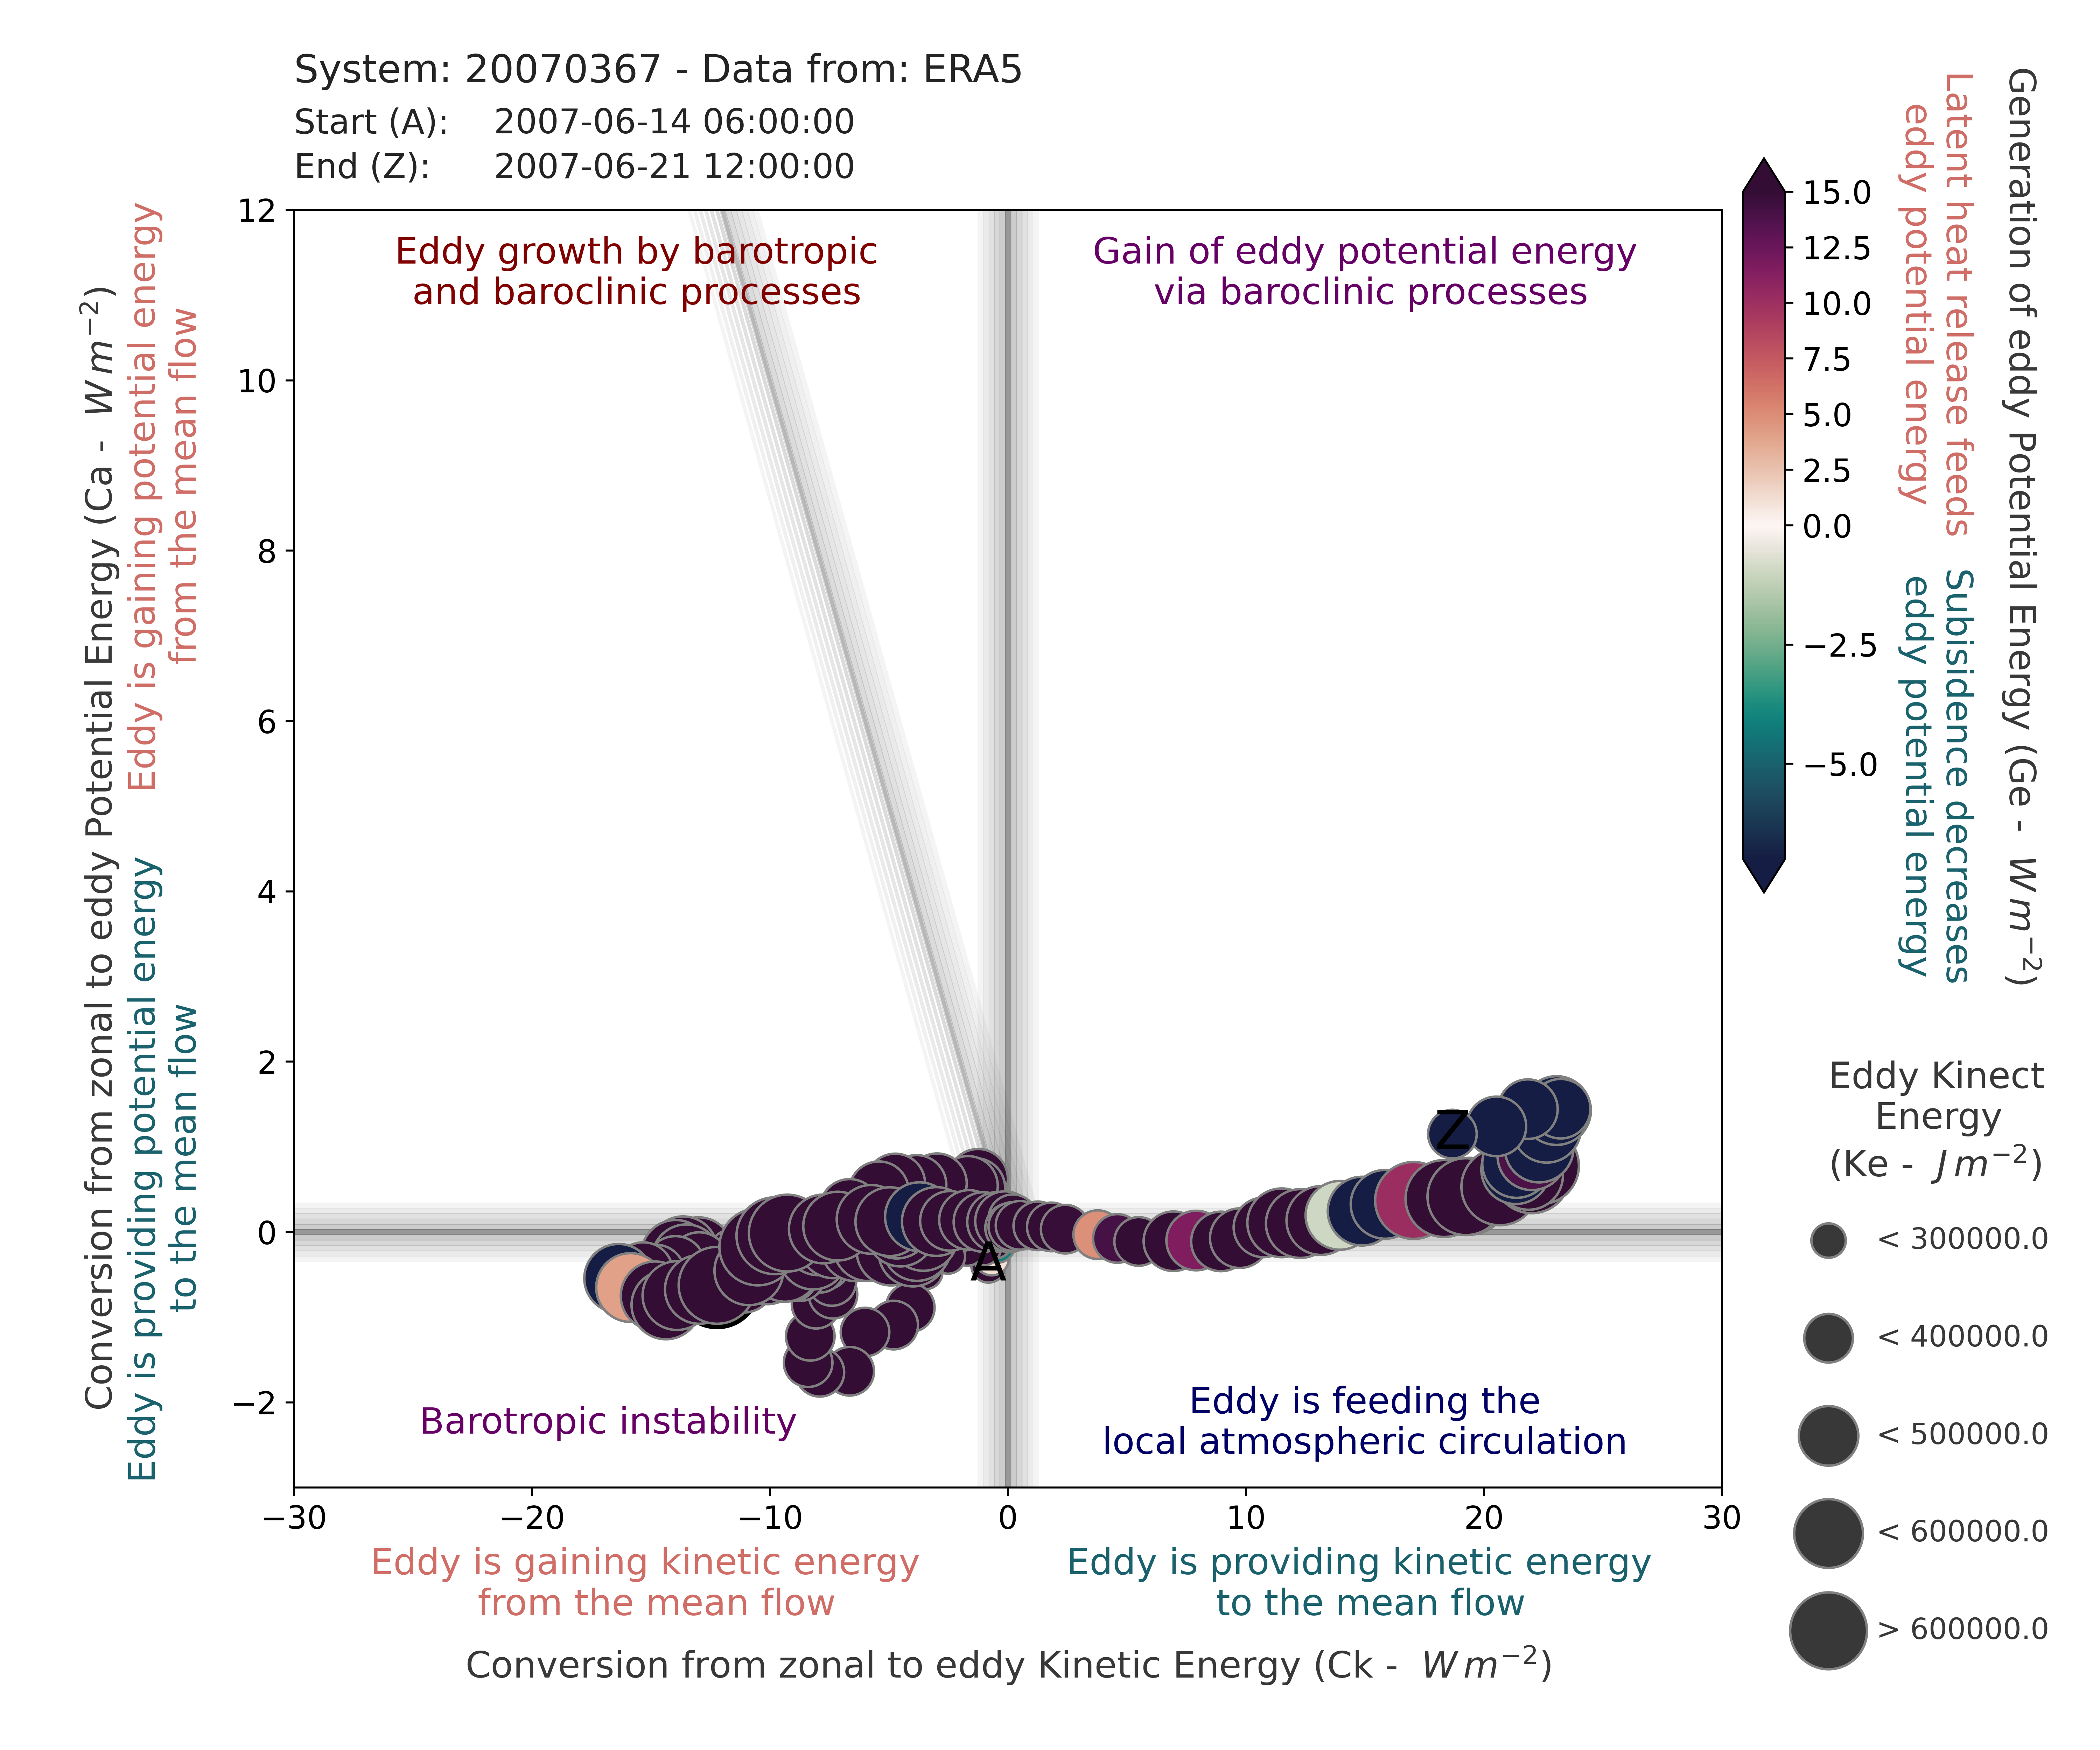 System: 20070367 - Data from: ERA5
Start (A): 2007-06-14 06:00:00
End (Z): 2007-06-21 12:00:00
Conversion from zonal to eddy Potential Energy (Ca - W m⁻²)
Eddy is gaining potential energy
from the mean flow
Eddy is providing potential energy
to the mean flow
12
10
8
6
4
2
0
−2
Eddy growth by barotropic
and baroclinic processes
Gain of eddy potential energy
via baroclinic processes
Z
A
Barotropic instability
Eddy is feeding the
local atmospheric circulation
−30
−20
−10
0
10
20
30
Eddy is gaining kinetic energy
from the mean flow
Eddy is providing kinetic energy
to the mean flow
Conversion from zonal to eddy Kinetic Energy (Ck - W m⁻²)
15.0
12.5
10.0
7.5
5.0
2.5
0.0
−2.5
−5.0
Latent heat release feeds
eddy potential energy
Subisidence decreases
eddy potential energy
Generation of eddy Potential Energy (Ge - W m⁻²)
Eddy Kinect
Energy
(Ke - J m⁻²)
< 300000.0
< 400000.0
< 500000.0
< 600000.0
> 600000.0